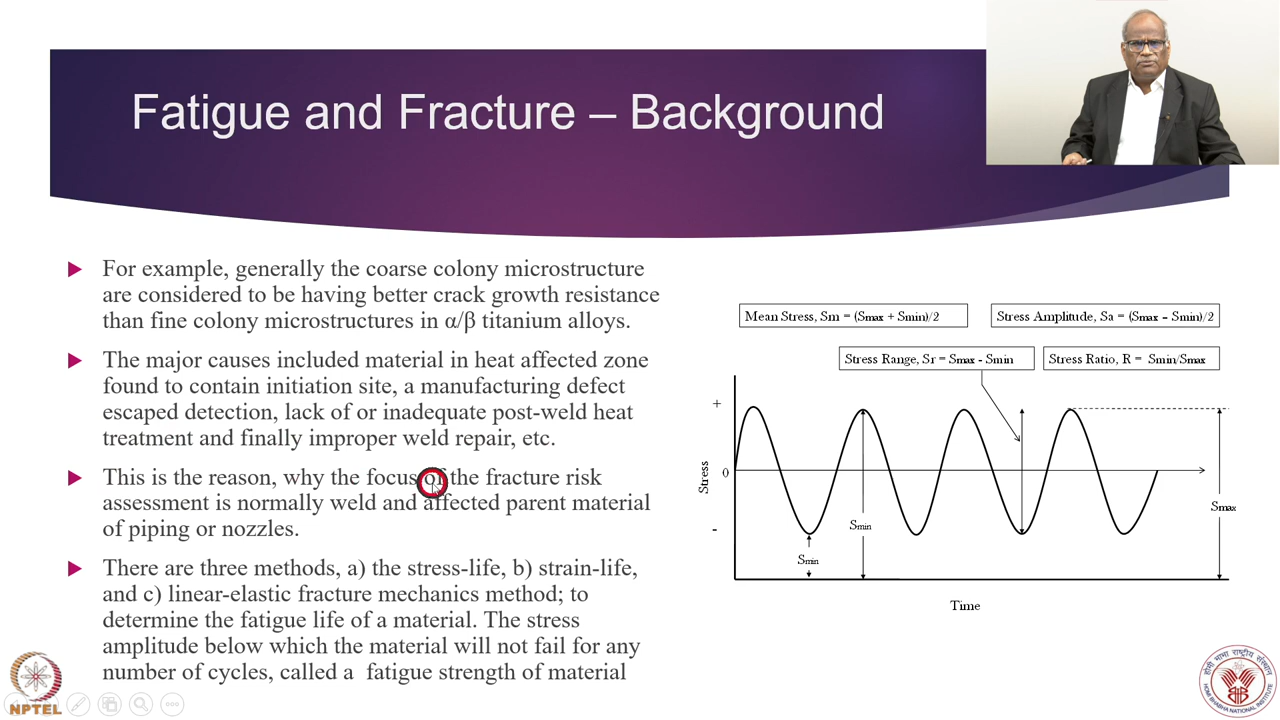 Fatigue and Fracture – Background
For example, generally the coarse colony microstructure
are considered to be having better crack growth resistance
than fine colony microstructures in α/β titanium alloys.
The major causes included material in heat affected zone
found to contain initiation site, a manufacturing defect
escaped detection, lack of or inadequate post-weld heat
treatment and finally improper weld repair, etc.
This is the reason, why the focus of the fracture risk
assessment is normally weld and affected parent material
of piping or nozzles.
There are three methods, a) the stress-life, b) strain-life,
and c) linear-elastic fracture mechanics method; to
determine the fatigue life of a material. The stress
amplitude below which the material will not fail for any
number of cycles, called a fatigue strength of material
Mean Stress, Sm = (Smax + Smin)/2
Stress Amplitude, Sa = (Smax – Smin)/2
Stress Range, Sr = Smax - Smin
Stress Ratio, R = Smin/Smax
+
Stress
0
-
Smin
Smin
Smax
Time
NPTEL
होमी भाभा राष्ट्रीय संस्थान
HOMI BHABHA NATIONAL INSTITUTE